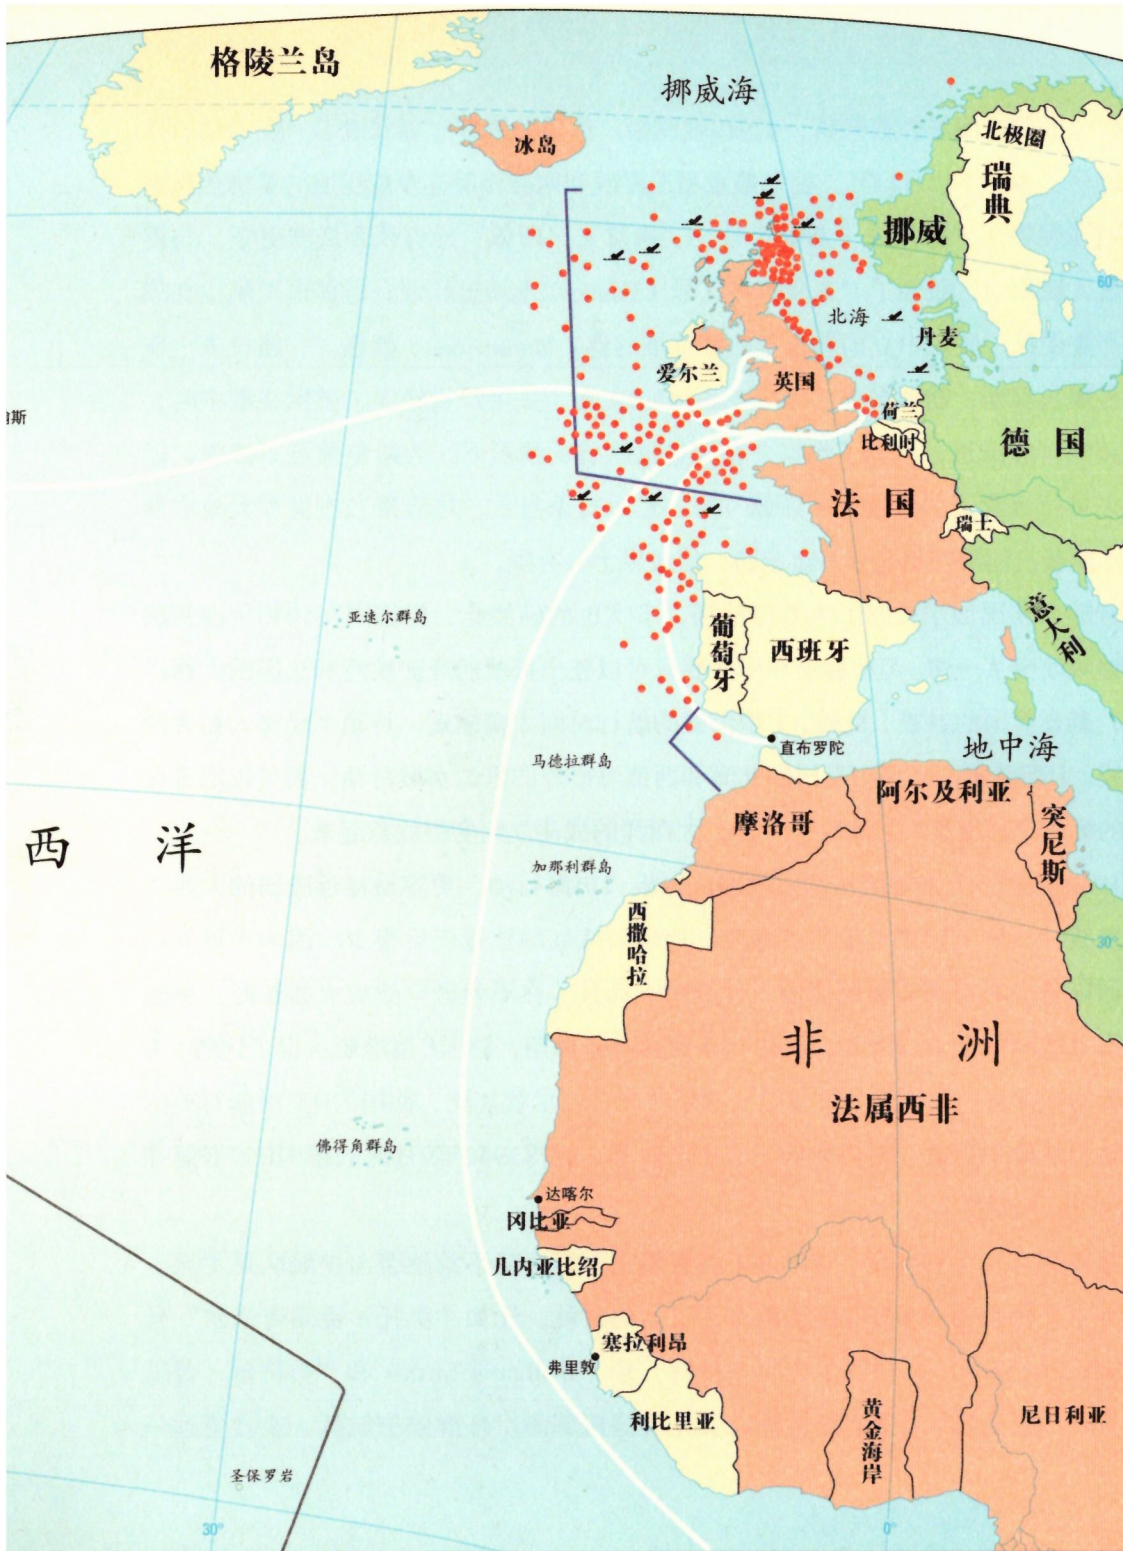 格陵兰岛
挪威海
冰岛
北极圈
瑞典
挪威
60°
北海
丹麦
爱尔兰
英国
荷兰
斯
比利时
德国
法国
瑞士
亚速尔群岛
葡萄牙
西班牙
意大利
直布罗陀
地中海
马德拉群岛
阿尔及利亚
摩洛哥
突尼斯
西洋
加那利群岛
西撒哈拉
30°
非洲
法属西非
佛得角群岛
达喀尔
冈比亚
几内亚比绍
塞拉利昂
弗里敦
利比里亚
黄金海岸
尼日利亚
圣保罗岩
30°
0°